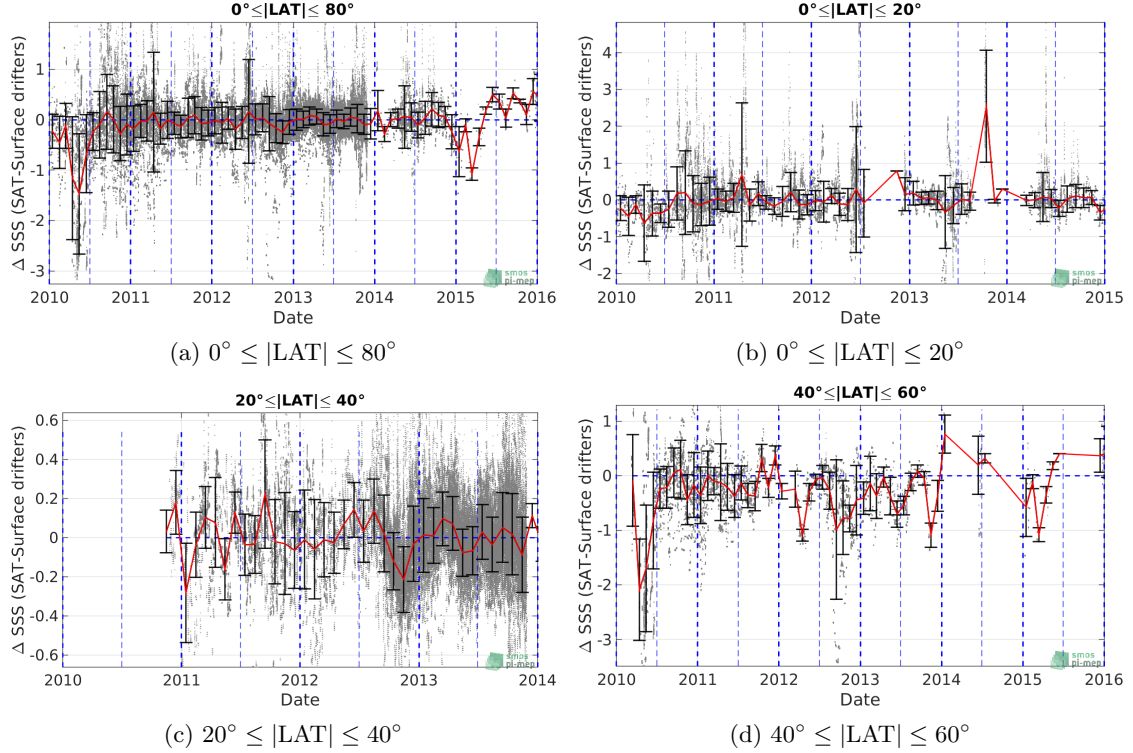 0°≤|LAT|≤ 80°
Δ SSS (SAT-Surface drifters)
1
0
-1
-2
-3
2010 2011 2012 2013 2014 2015 2016
Date
smos
pi-mep
(a) 0° ≤ |LAT| ≤ 80°
0°≤|LAT|≤ 20°
Δ SSS (SAT-Surface drifters)
4
3
2
1
0
-1
-2
2010 2011 2012 2013 2014 2015
Date
smos
pi-mep
(b) 0° ≤ |LAT| ≤ 20°
20°≤|LAT|≤ 40°
Δ SSS (SAT-Surface drifters)
0.6
0.4
0.2
0
-0.2
-0.4
-0.6
2010 2011 2012 2013 2014
Date
smos
pi-mep
(c) 20° ≤ |LAT| ≤ 40°
40°≤|LAT|≤ 60°
Δ SSS (SAT-Surface drifters)
1
0
-1
-2
-3
2010 2011 2012 2013 2014 2015 2016
Date
smos
pi-mep
(d) 40° ≤ |LAT| ≤ 60°